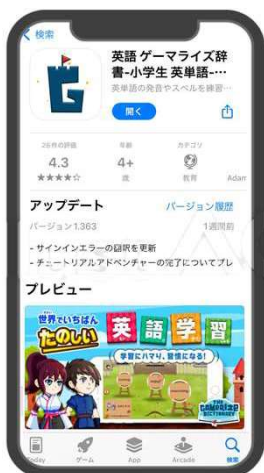 検索
英語 ゲーマライズ辞
書-小学生 英単語-…
英単語の発音やスペルを練習…
開く
26件の評価
年齢
カテゴリ
4.3
4+
★★★★☆
歳
教育
Adam
アップデート
バージョン履歴
バージョン1.363
1週間前
- サインインエラーの翻訳を更新
- チュートリアルアドベンチャーの完了についてプレ
プレビュー
世界でいちばん
たのしい
英語学習
学習にハマり、習慣になる!
THE
GAMERIZE
DICTIONARY
Today
ゲーム
App
Arcade
検索